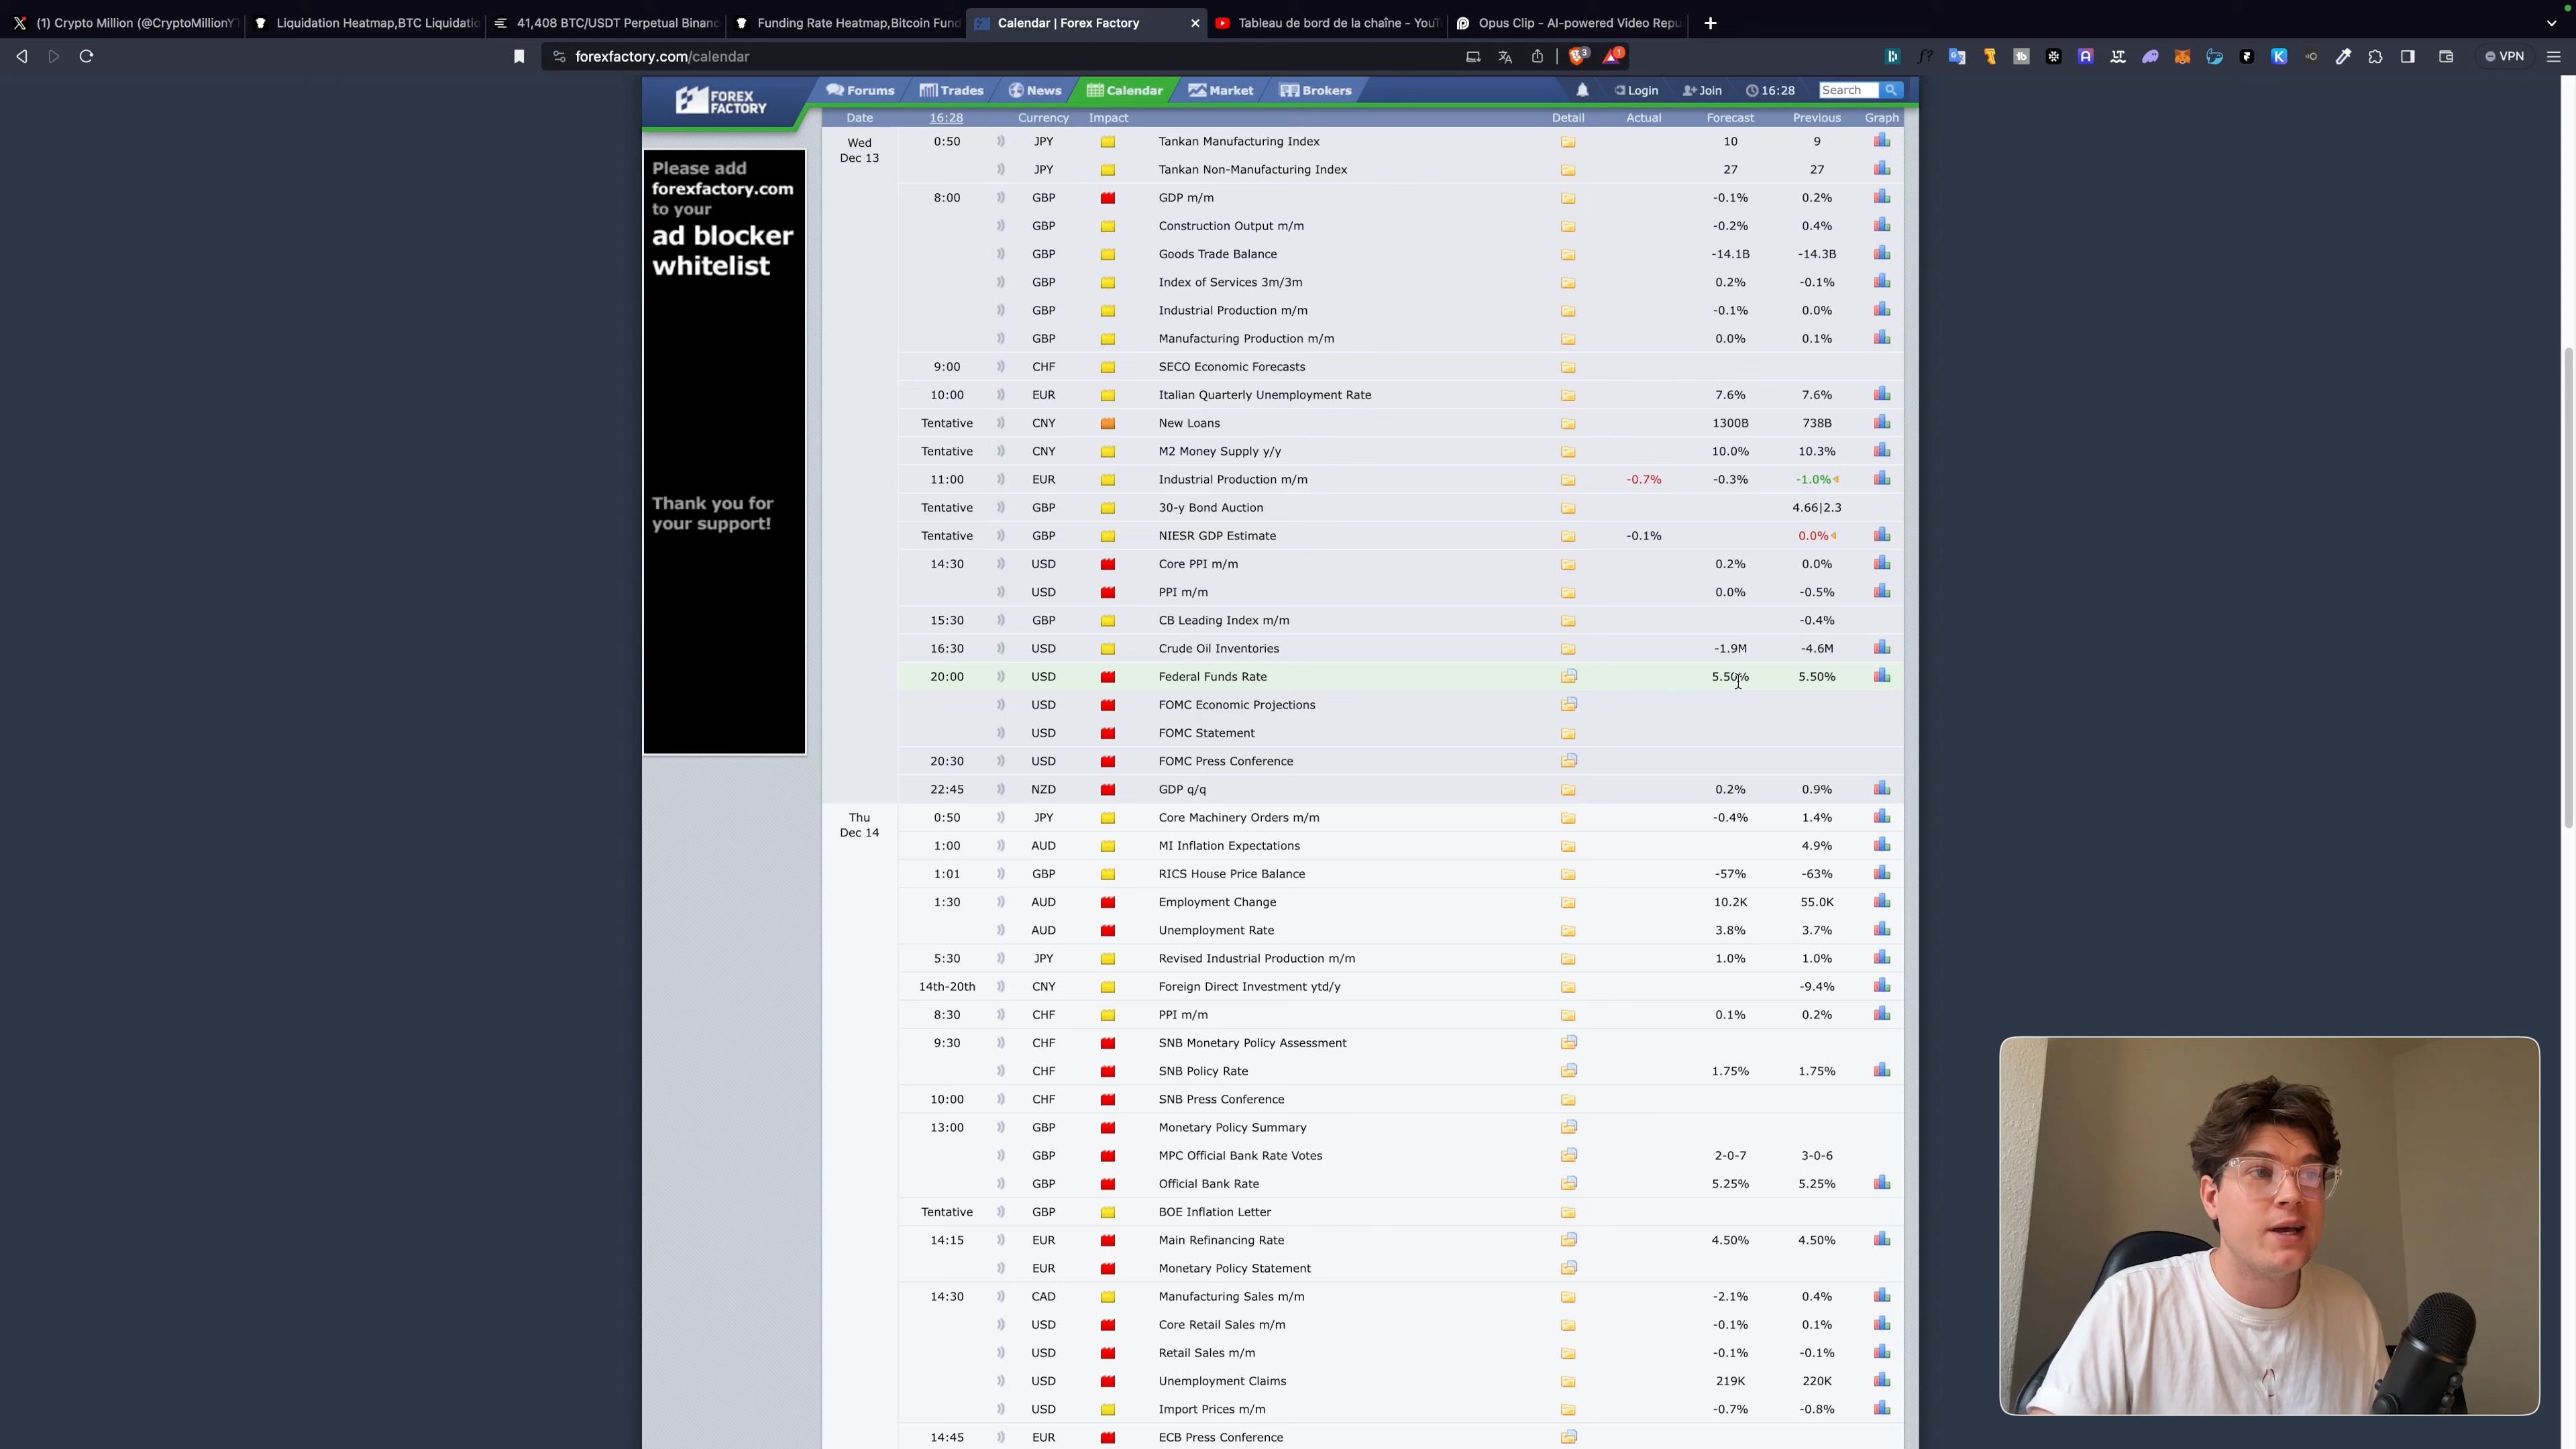 (1) Crypto Million (@CryptoMillionY
Liquidation Heatmap,BTC Liquidatio
41,408 BTC/USDT Perpetual Binanc
Funding Rate Heatmap,Bitcoin Fund
Calendar | Forex Factory
Tableau de bord de la chaîne - YouT
Opus Clip - AI-powered Video Repu
forexfactory.com/calendar
3
1
VPN
FOREX FACTORY
Forums Trades News Calendar Market Brokers
Login Join 16:28 Search
Date 16:28 Currency Impact Detail Actual Forecast Previous Graph
Please add
forexfactory.com
to your
ad blocker
whitelist
Thank you for
your support!
Wed Dec 13 0:50 JPY Tankan Manufacturing Index 10 9
JPY Tankan Non-Manufacturing Index 27 27
8:00 GBP GDP m/m -0.1% 0.2%
GBP Construction Output m/m -0.2% 0.4%
GBP Goods Trade Balance -14.1B -14.3B
GBP Index of Services 3m/3m 0.2% -0.1%
GBP Industrial Production m/m -0.1% 0.0%
GBP Manufacturing Production m/m 0.0% 0.1%
9:00 CHF SECO Economic Forecasts
10:00 EUR Italian Quarterly Unemployment Rate 7.6% 7.6%
Tentative CNY New Loans 1300B 738B
Tentative CNY M2 Money Supply y/y 10.0% 10.3%
11:00 EUR Industrial Production m/m -0.7% -0.3% -1.0%
Tentative GBP 30-y Bond Auction 4.66|2.3
Tentative GBP NIESR GDP Estimate -0.1% 0.0%
14:30 USD Core PPI m/m 0.2% 0.0%
USD PPI m/m 0.0% -0.5%
15:30 GBP CB Leading Index m/m -0.4%
16:30 USD Crude Oil Inventories -1.9M -4.6M
20:00 USD Federal Funds Rate 5.50% 5.50%
USD FOMC Economic Projections
USD FOMC Statement
20:30 USD FOMC Press Conference
22:45 NZD GDP q/q 0.2% 0.9%
Thu Dec 14 0:50 JPY Core Machinery Orders m/m -0.4% 1.4%
1:00 AUD MI Inflation Expectations 4.9%
1:01 GBP RICS House Price Balance -57% -63%
1:30 AUD Employment Change 10.2K 55.0K
AUD Unemployment Rate 3.8% 3.7%
5:30 JPY Revised Industrial Production m/m 1.0% 1.0%
14th-20th CNY Foreign Direct Investment ytd/y -9.4%
8:30 CHF PPI m/m 0.1% 0.2%
9:30 CHF SNB Monetary Policy Assessment
CHF SNB Policy Rate 1.75% 1.75%
10:00 CHF SNB Press Conference
13:00 GBP Monetary Policy Summary
GBP MPC Official Bank Rate Votes 2-0-7 3-0-6
GBP Official Bank Rate 5.25% 5.25%
Tentative GBP BOE Inflation Letter
14:15 EUR Main Refinancing Rate 4.50% 4.50%
EUR Monetary Policy Statement
14:30 CAD Manufacturing Sales m/m -2.1% 0.4%
USD Core Retail Sales m/m -0.1% 0.1%
USD Retail Sales m/m -0.1% -0.1%
USD Unemployment Claims 219K 220K
USD Import Prices m/m -0.7% -0.8%
14:45 EUR ECB Press Conference